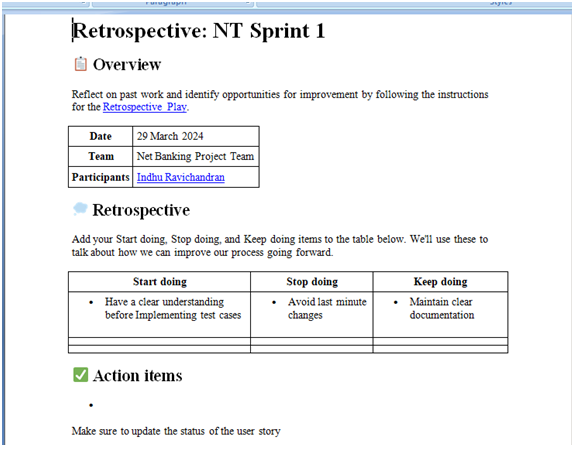 Paragraph
Styles
Retrospective: NT Sprint 1
Overview
Reflect on past work and identify opportunities for improvement by following the instructions
for the Retrospective Play.
Date 29 March 2024
Team Net Banking Project Team
Participants Indhu Ravichandran
Retrospective
Add your Start doing, Stop doing, and Keep doing items to the table below. We'll use these to
talk about how we can improve our process going forward.
Start doing Stop doing Keep doing
• Have a clear understanding • Avoid last minute • Maintain clear
before Implementing test cases changes documentation
Action items
•
Make sure to update the status of the user story